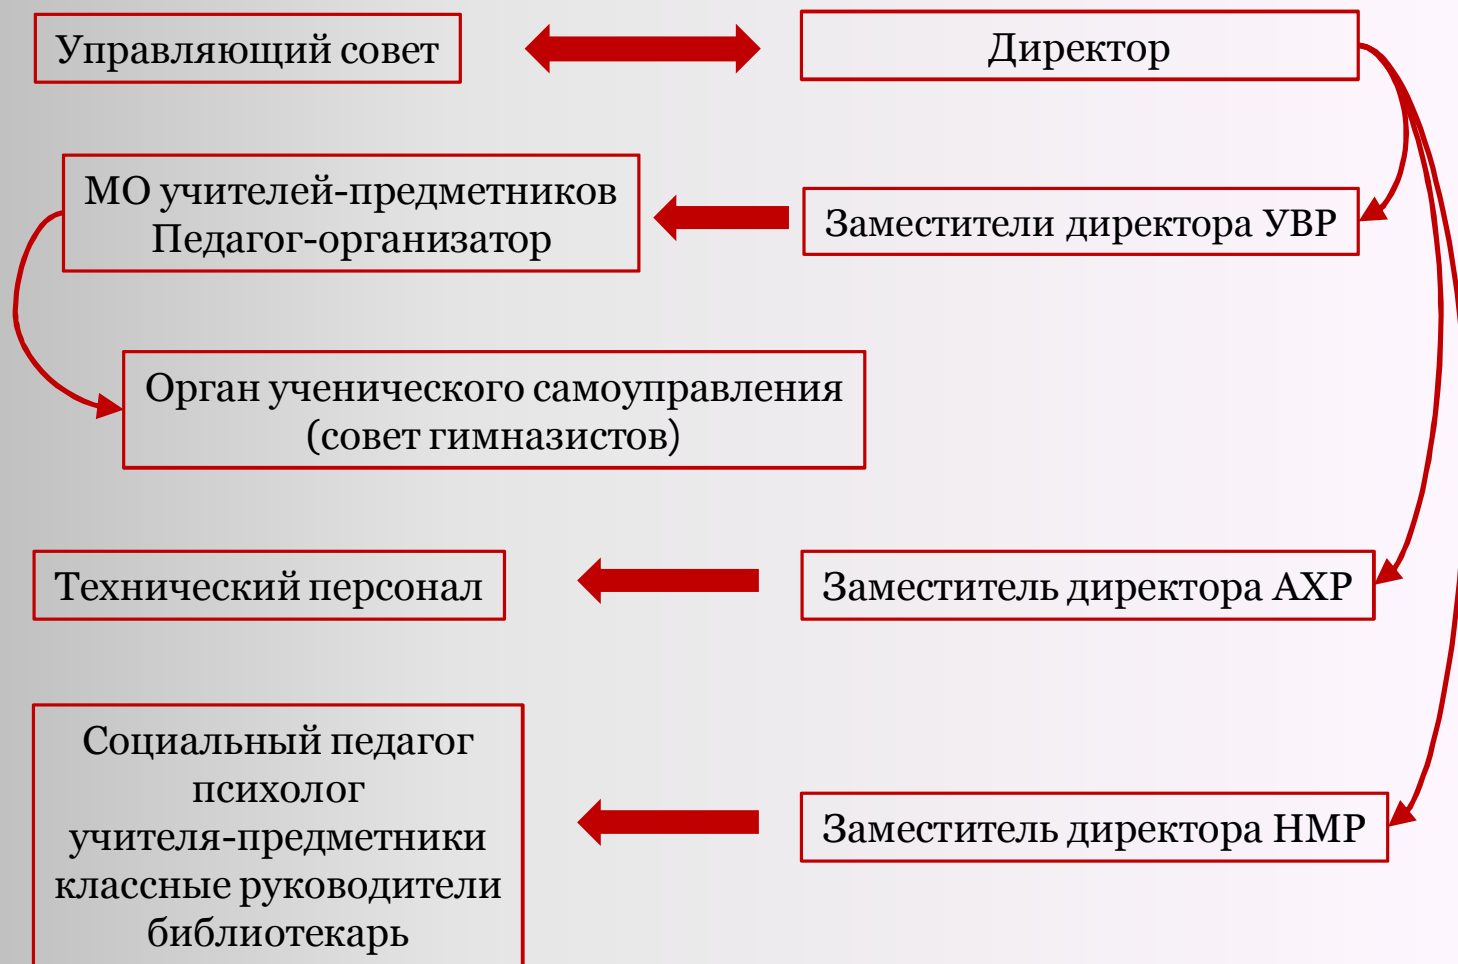 Управляющий совет
Директор
МО учителей-предметников
Педагог-организатор
Заместители директора УВР
Орган ученического самоуправления
(совет гимназистов)
Технический персонал
Заместитель директора АХР
Социальный педагог
психолог
учителя-предметники
классные руководители
библиотекарь
Заместитель директора НМР